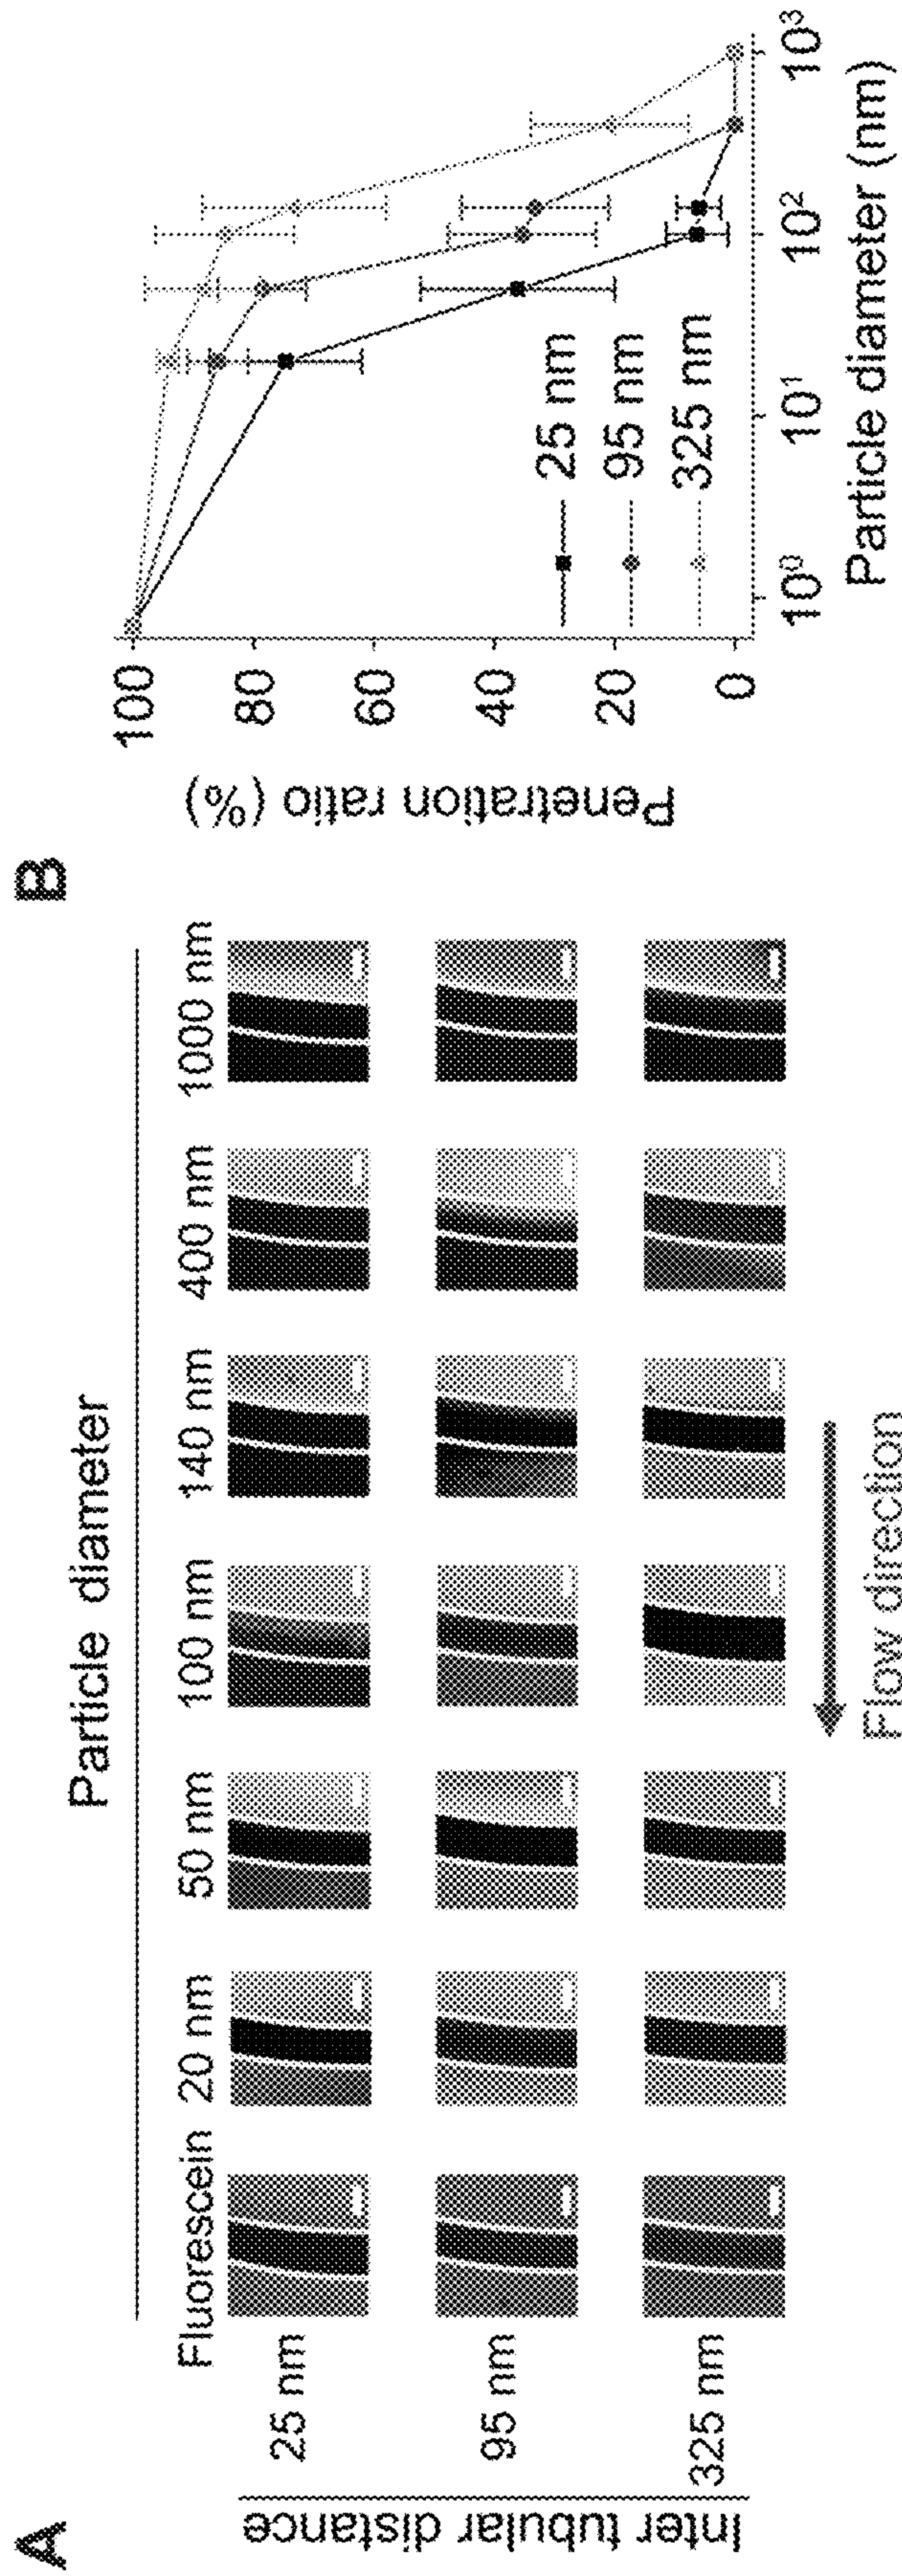 A
Particle diameter
Fluorescein 20 nm 50 nm 100 nm 140 nm 400 nm 1000 nm
Inter tubular distance
25 nm
95 nm
325 nm
Flow direction
B
Penetration ratio (%)
100
80
60
40
20
0
25 nm
95 nm
325 nm
10⁰ 10¹ 10² 10³
Particle diameter (nm)